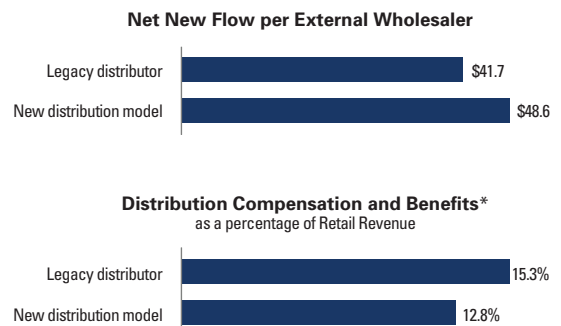 Net New Flow per External Wholesaler
Legacy distributor $41.7
New distribution model $48.6
Distribution Compensation and Benefits*
as a percentage of Retail Revenue
Legacy distributor 15.3%
New distribution model 12.8%